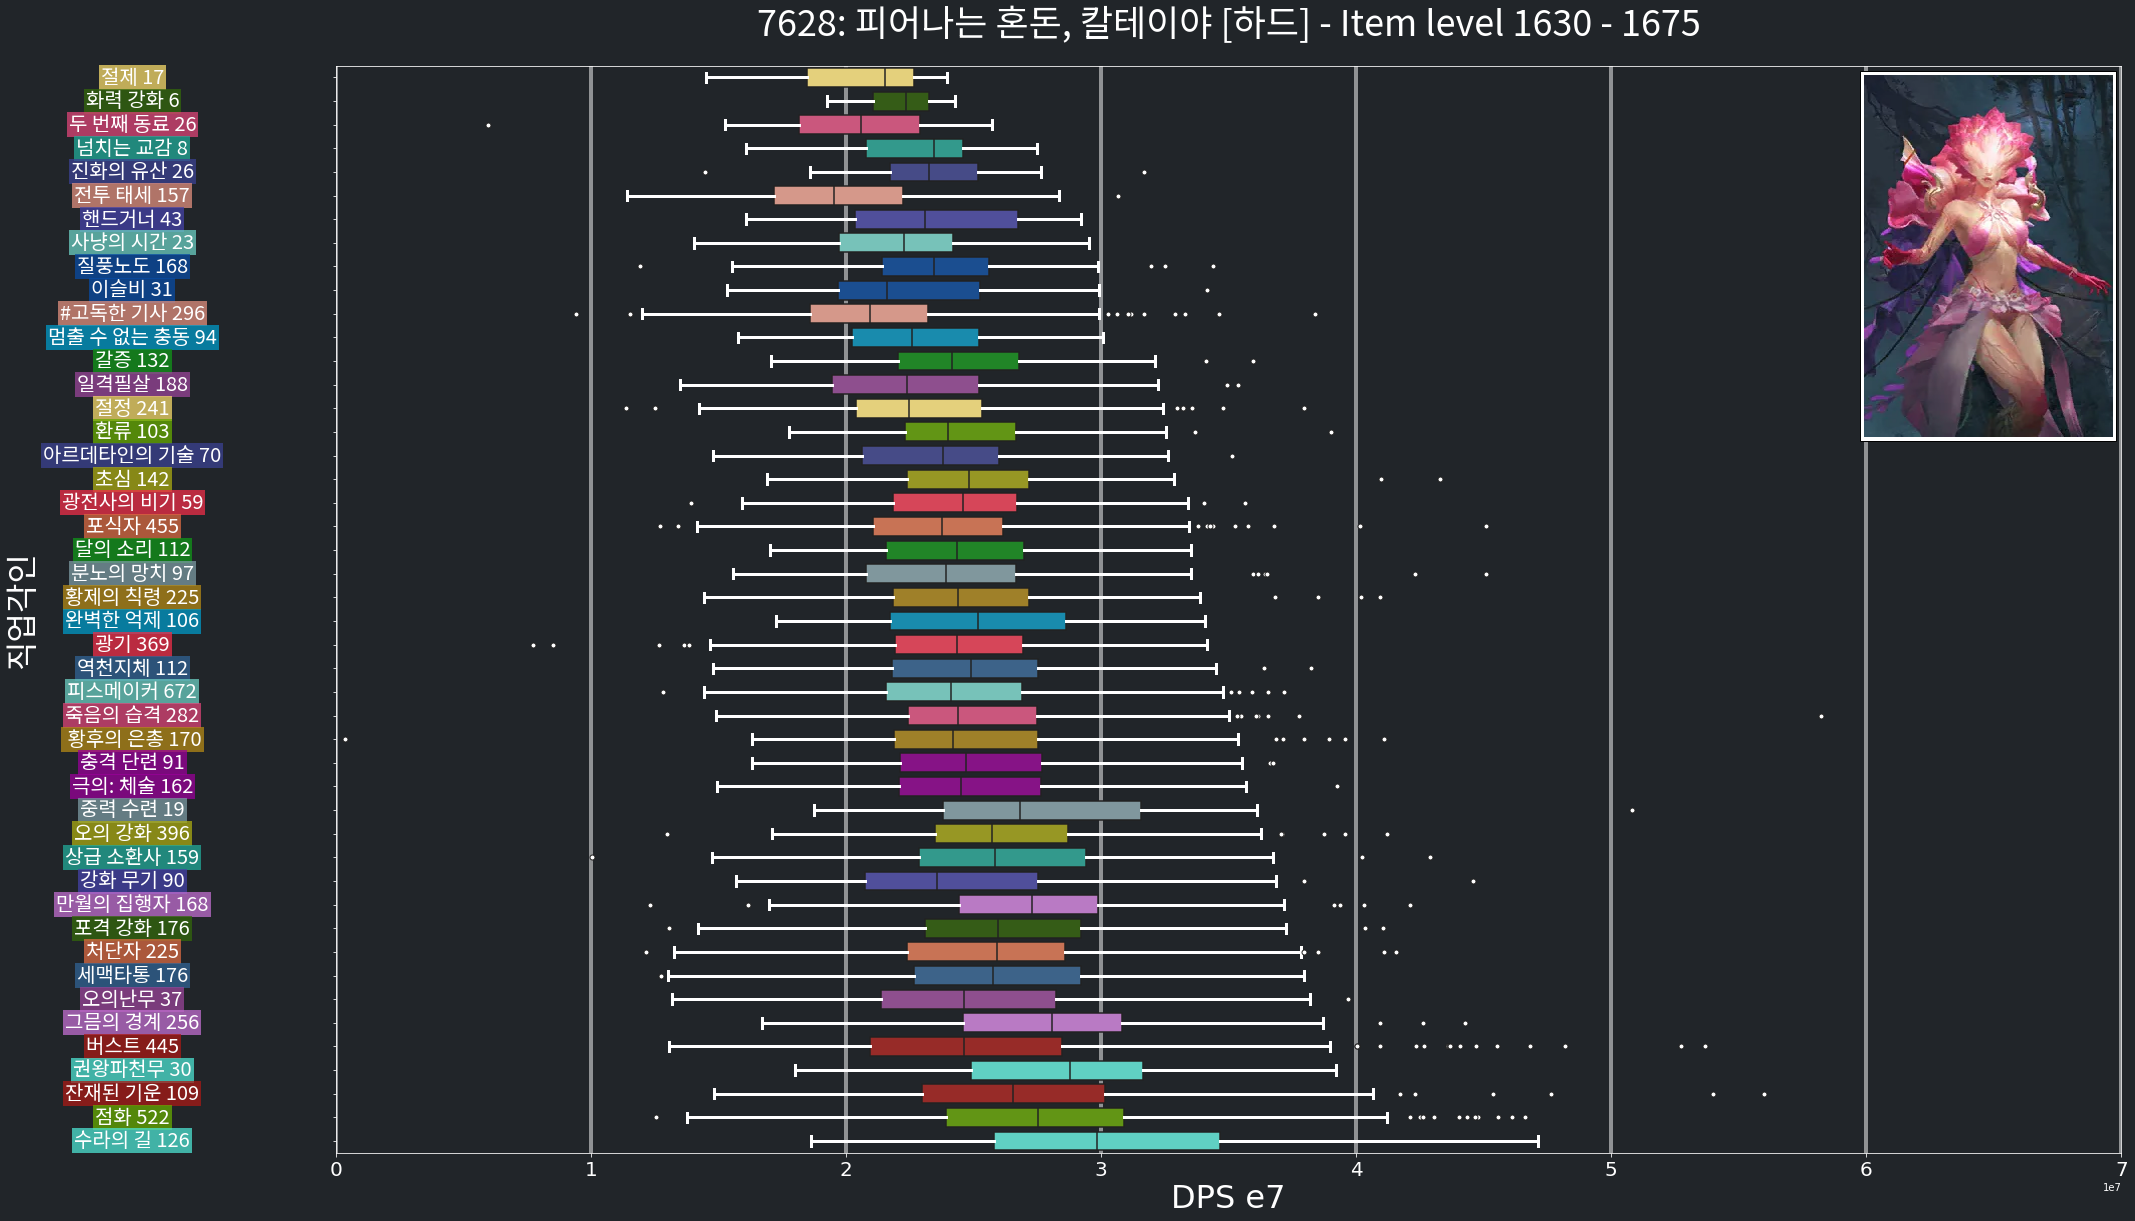 7628: 피어나는 혼돈, 칼테이야 [하드] - Item level 1630 - 1675
절제 17
화력 강화 6
두 번째 동료 26
넘치는 교감 8
진화의 유산 26
전투 태세 157
핸드거너 43
사냥의 시간 23
질풍노도 168
이슬비 31
#고독한 기사 296
멈출 수 없는 충동 94
갈증 132
일격필살 188
절정 241
환류 103
아르데타인의 기술 70
초심 142
광전사의 비기 59
포식자 455
달의 소리 112
분노의 망치 97
황제의 칙령 225
완벽한 억제 106
광기 369
역천지체 112
피스메이커 672
죽음의 습격 282
황후의 은총 170
충격 단련 91
극의: 체술 162
중력 수련 19
오의 강화 396
상급 소환사 159
강화 무기 90
만월의 집행자 168
포격 강화 176
처단자 225
세맥타통 176
오의난무 37
그믐의 경계 256
버스트 445
권왕파천무 30
잔재된 기운 109
점화 522
수라의 길 126
직업각인
0 1 2 3 4 5 6 7
1e7
DPS e7